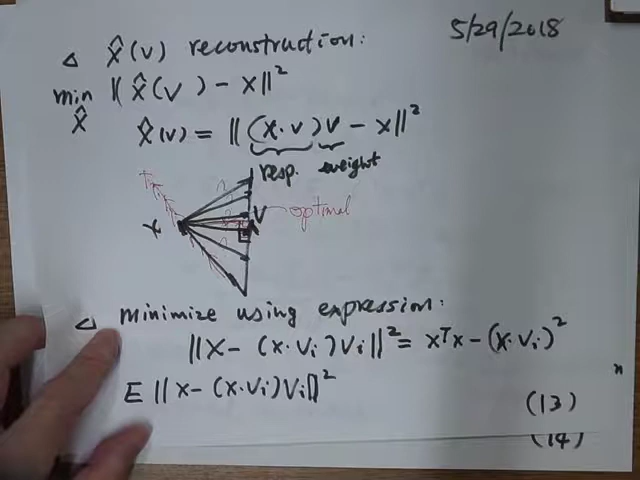 5/29/2018
△ X̂(v) reconstruction:
min ‖X̂(v) - X‖²
X̂
X̂(v) = ‖(X·v)v - X‖²
resp. weight
optimal
V
X
△ minimize using expression:
‖X - (X·Vi)Vi‖² = XᵀX - (X·Vi)²
E‖X - (X·Vi)Vi‖²
(13)
(14)